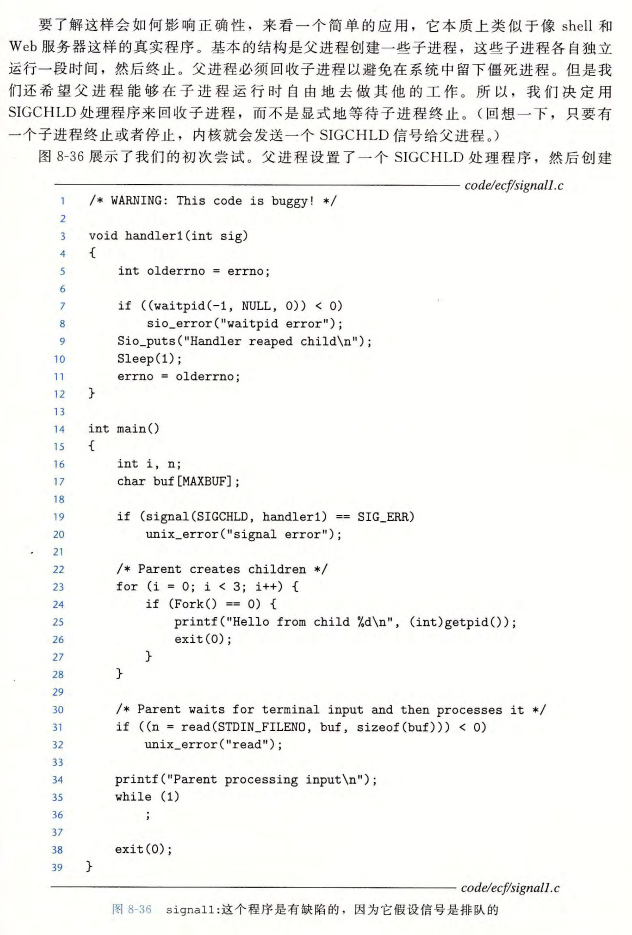 要了解这样会如何影响正确性，来看一个简单的应用，它本质上类似于像 shell 和
Web 服务器这样的真实程序。基本的结构是父进程创建一些子进程，这些子进程各自独立
运行一段时间，然后终止。父进程必须回收子进程以避免在系统中留下僵死进程。但是我
们还希望父进程能够在子进程运行时自由地去做其他的工作。所以，我们决定用
SIGCHLD 处理程序来回收子进程，而不是显式地等待子进程终止。（回想一下，只要有
一个子进程终止或者停止，内核就会发送一个 SIGCHLD 信号给父进程。）
图 8-36 展示了我们的初次尝试。父进程设置了一个 SIGCHLD 处理程序，然后创建
code/ecf/signal1.c
1 /* WARNING: This code is buggy! */
2
3 void handler1(int sig)
4 {
5 int olderrno = errno;
6
7 if ((waitpid(-1, NULL, 0)) < 0)
8 sio_error("waitpid error");
9 Sio_puts("Handler reaped child\n");
10 Sleep(1);
11 errno = olderrno;
12 }
13
14 int main()
15 {
16 int i, n;
17 char buf[MAXBUF];
18
19 if (signal(SIGCHLD, handler1) == SIG_ERR)
20 unix_error("signal error");
21
22 /* Parent creates children */
23 for (i = 0; i < 3; i++) {
24 if (Fork() == 0) {
25 printf("Hello from child %d\n", (int)getpid());
26 exit(0);
27 }
28 }
29
30 /* Parent waits for terminal input and then processes it */
31 if ((n = read(STDIN_FILENO, buf, sizeof(buf))) < 0)
32 unix_error("read");
33
34 printf("Parent processing input\n");
35 while (1)
36 ;
37
38 exit(0);
39 }
code/ecf/signal1.c
图 8-36 signal1:这个程序是有缺陷的，因为它假设信号是排队的